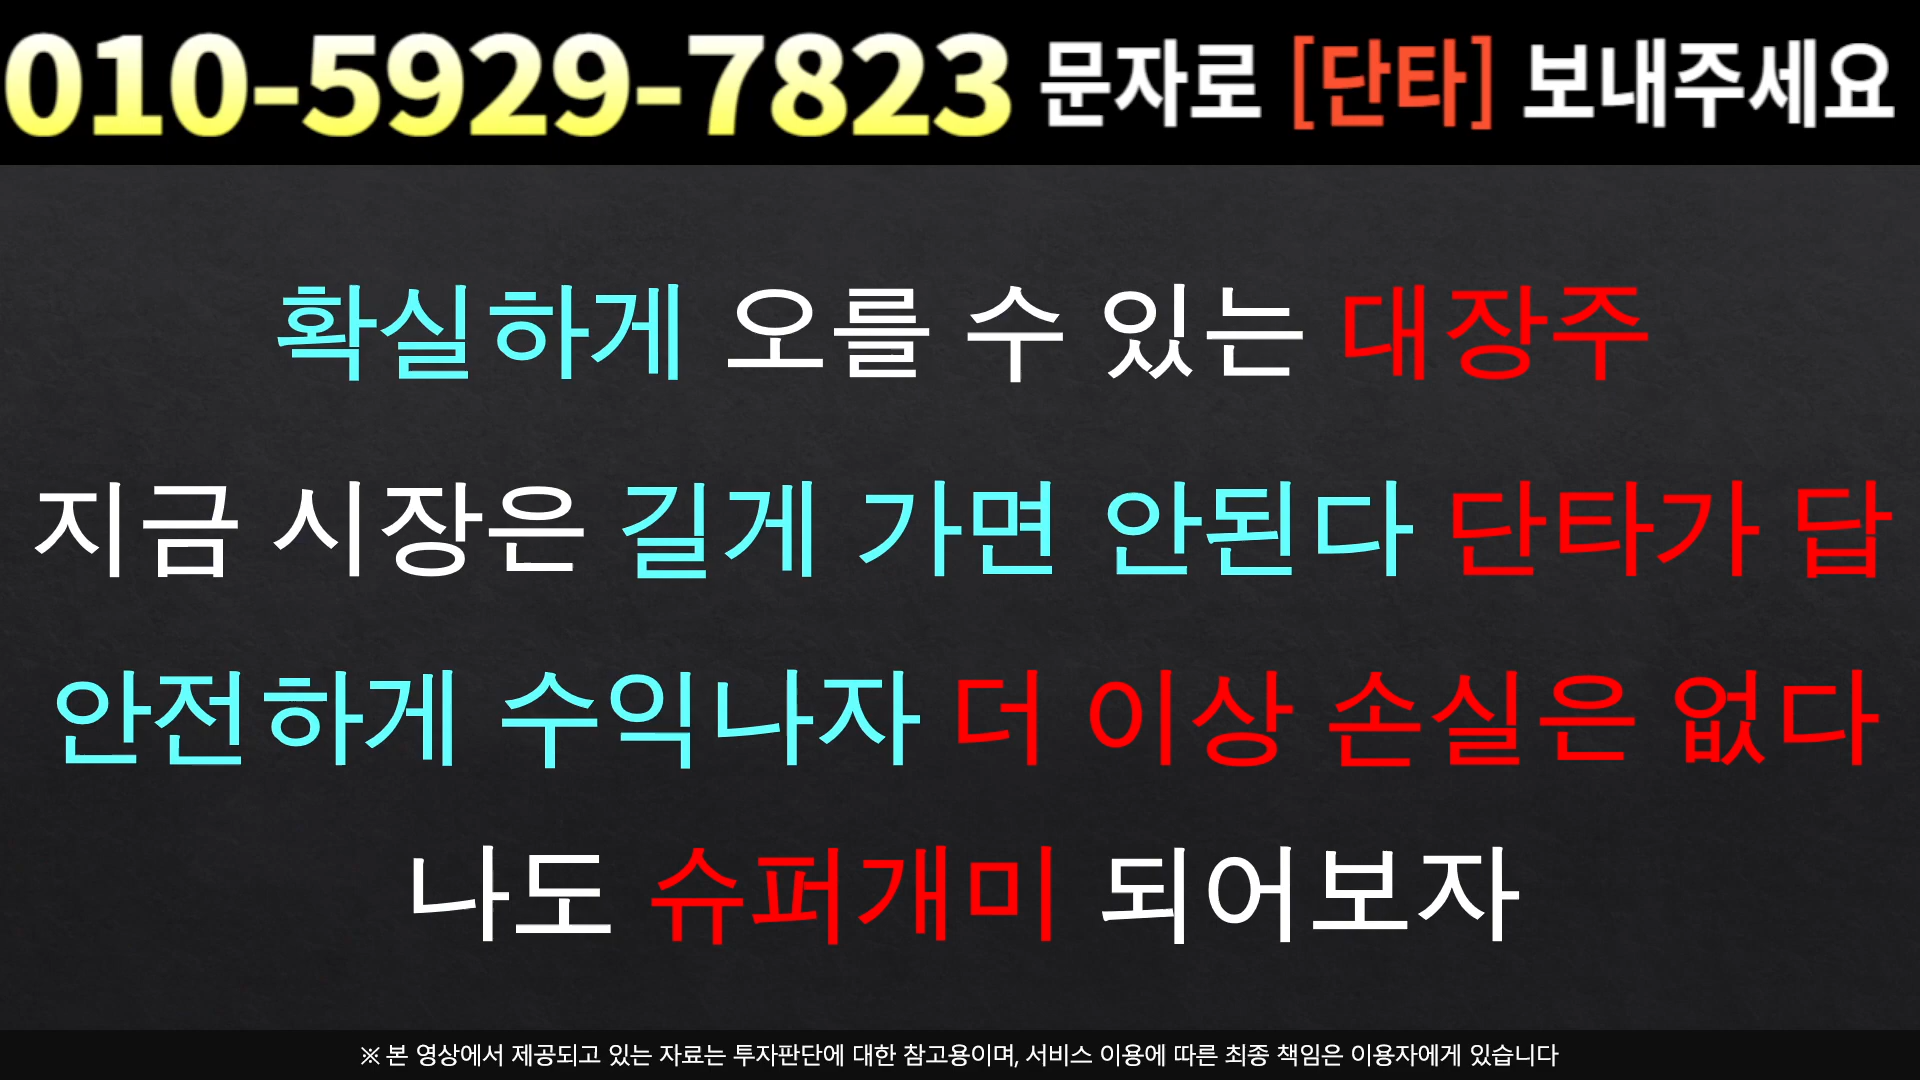 010-5929-7823 문자로 [단타] 보내주세요
확실하게 오를 수 있는 대장주
지금 시장은 길게 가면 안된다 단타가 답
안전하게 수익나자 더 이상 손실은 없다
나도 슈퍼개미 되어보자
※ 본 영상에서 제공되고 있는 자료는 투자판단에 대한 참고용이며, 서비스 이용에 따른 최종 책임은 이용자에게 있습니다